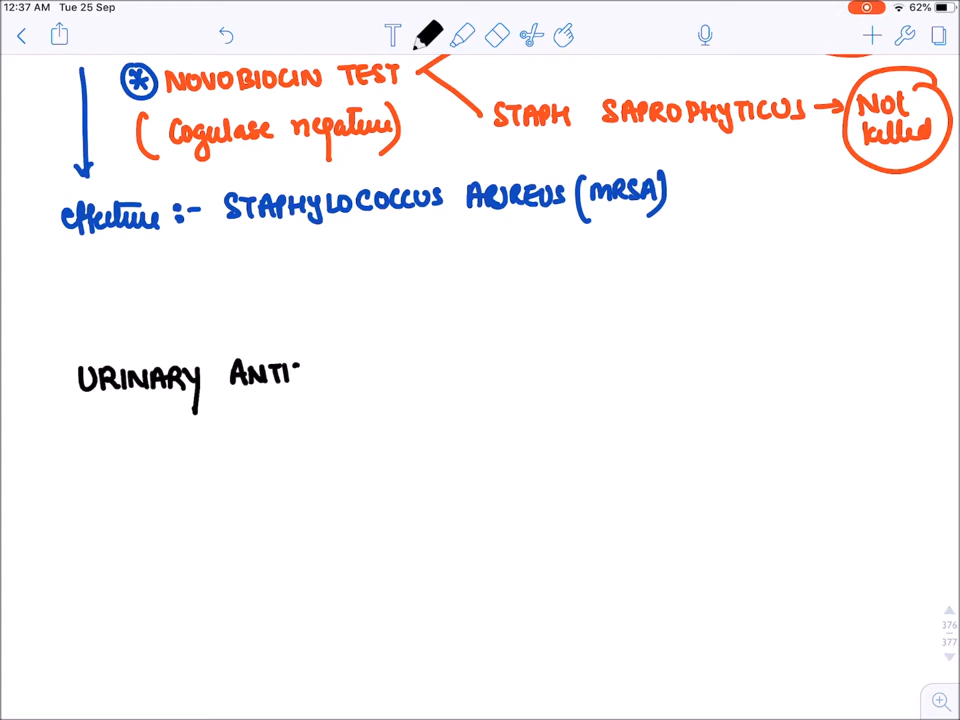 12:37 AM Tue 25 Sep 62%
* NOVOBIOCIN TEST
(Cogulase negative)
STAPH SAPROPHYTICUS → Not killed
effective :- STAPHYLOCOCCUS AUREUS (MRSA)
URINARY ANTI
376
377